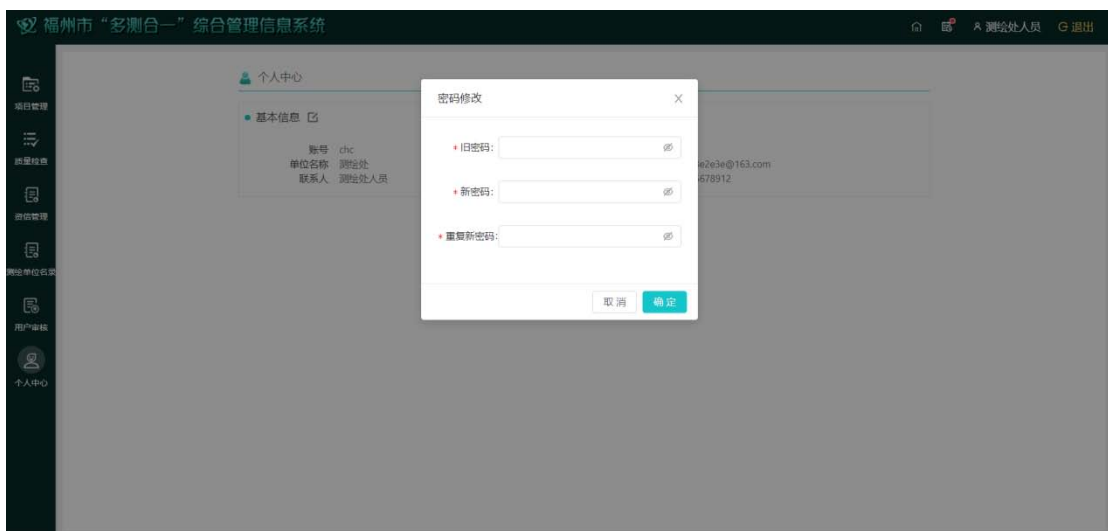 福州市“多测合一”综合管理信息系统
测绘处人员 退出
项目管理
质量检查
资信管理
测绘单位名录
用户审核
个人中心
个人中心
基本信息
账号 chc
单位名称 测绘处
联系人 测绘处人员
e2e3e@163.com
678912
密码修改
* 旧密码:
* 新密码:
* 重复新密码:
取 消 确 定